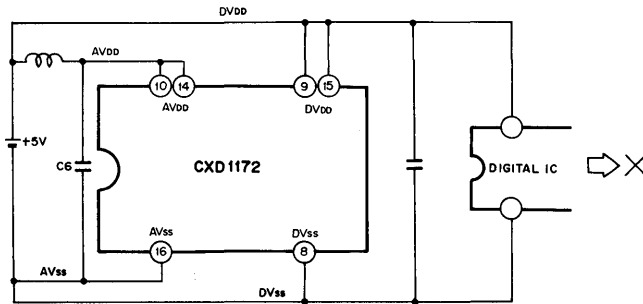 DVDD
AVDD
10 14 9 15
AVDD DVDD
+5V
C6
CXD1172
DIGITAL IC
X
AVSS DVSS
16 8
AVSS
DVSS